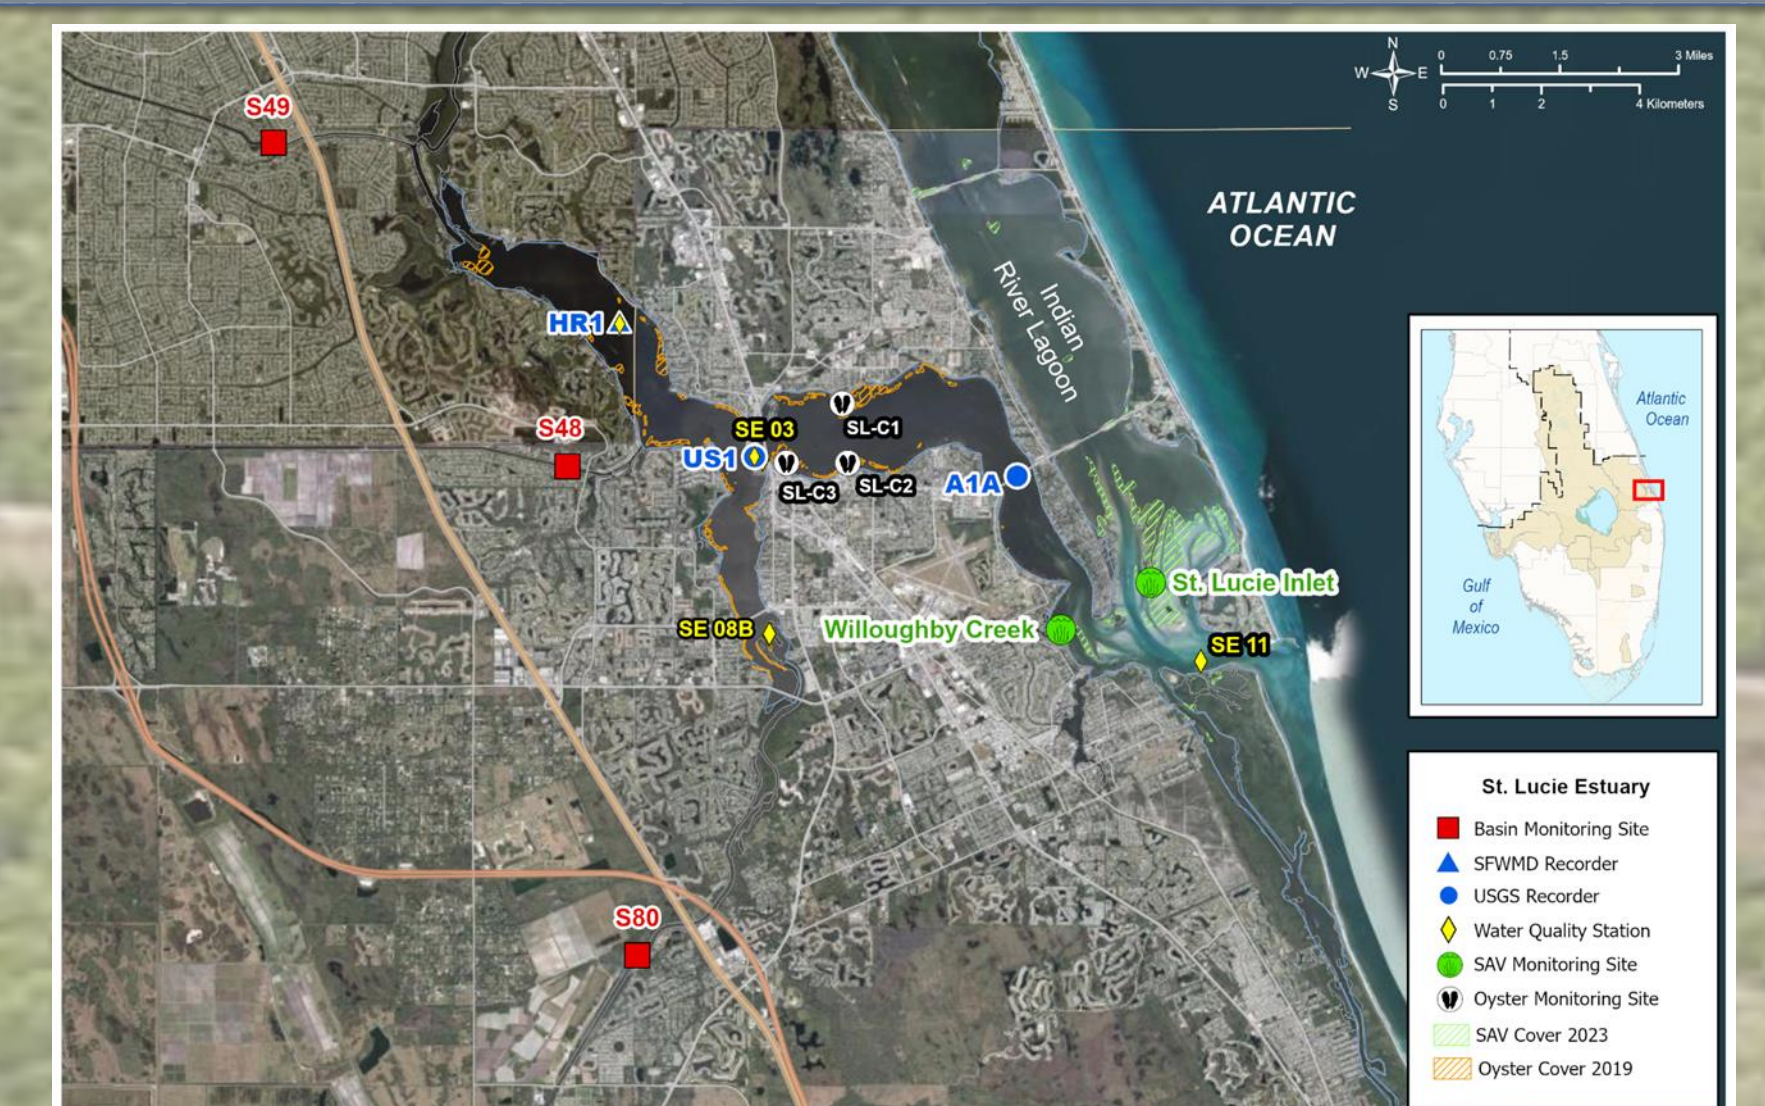 N
W E
S
0 0.75 1.5 3 Miles
0 1 2 4 Kilometers
S49
ATLANTIC
OCEAN
Indian
River Lagoon
HR1
S48
SE 03
US1
SL-C1
SL-C3
SL-C2
A1A
St. Lucie Inlet
Willoughby Creek
SE 08B
SE 11
S80
Atlantic
Ocean
Gulf
of
Mexico
St. Lucie Estuary
Basin Monitoring Site
SFWMD Recorder
USGS Recorder
Water Quality Station
SAV Monitoring Site
Oyster Monitoring Site
SAV Cover 2023
Oyster Cover 2019